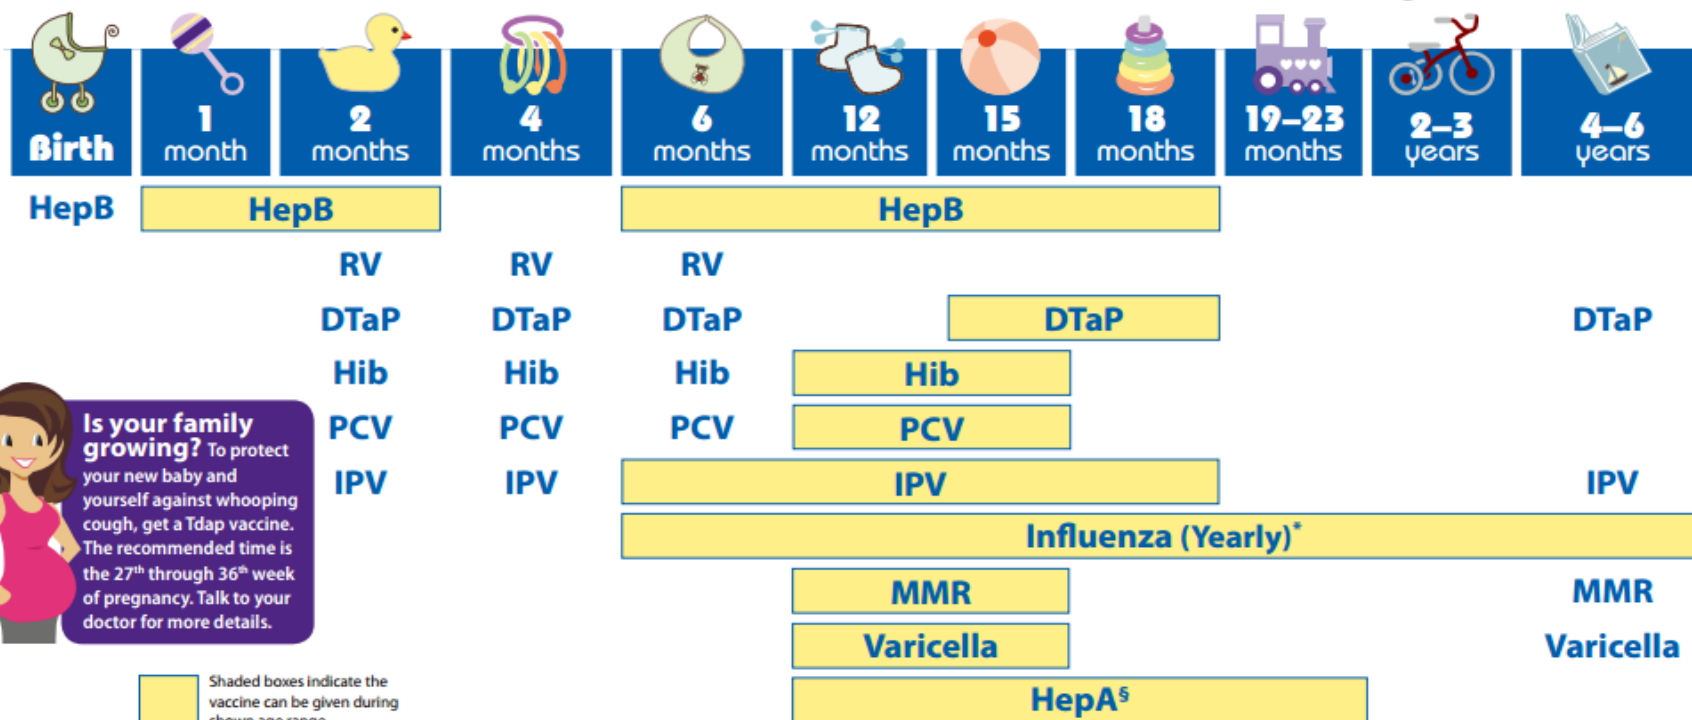 Birth
1 month
2 months
4 months
6 months
12 months
15 months
18 months
19–23 months
2–3 years
4–6 years
HepB HepB HepB
RV RV RV
DTaP DTaP DTaP DTaP DTaP
Hib Hib Hib Hib
PCV PCV PCV PCV
IPV IPV IPV IPV
Influenza (Yearly)*
MMR MMR
Varicella Varicella
HepA§
Is your family
growing? To protect
your new baby and
yourself against whooping
cough, get a Tdap vaccine.
The recommended time is
the 27th through 36th week
of pregnancy. Talk to your
doctor for more details.
Shaded boxes indicate the
vaccine can be given during
shown age range